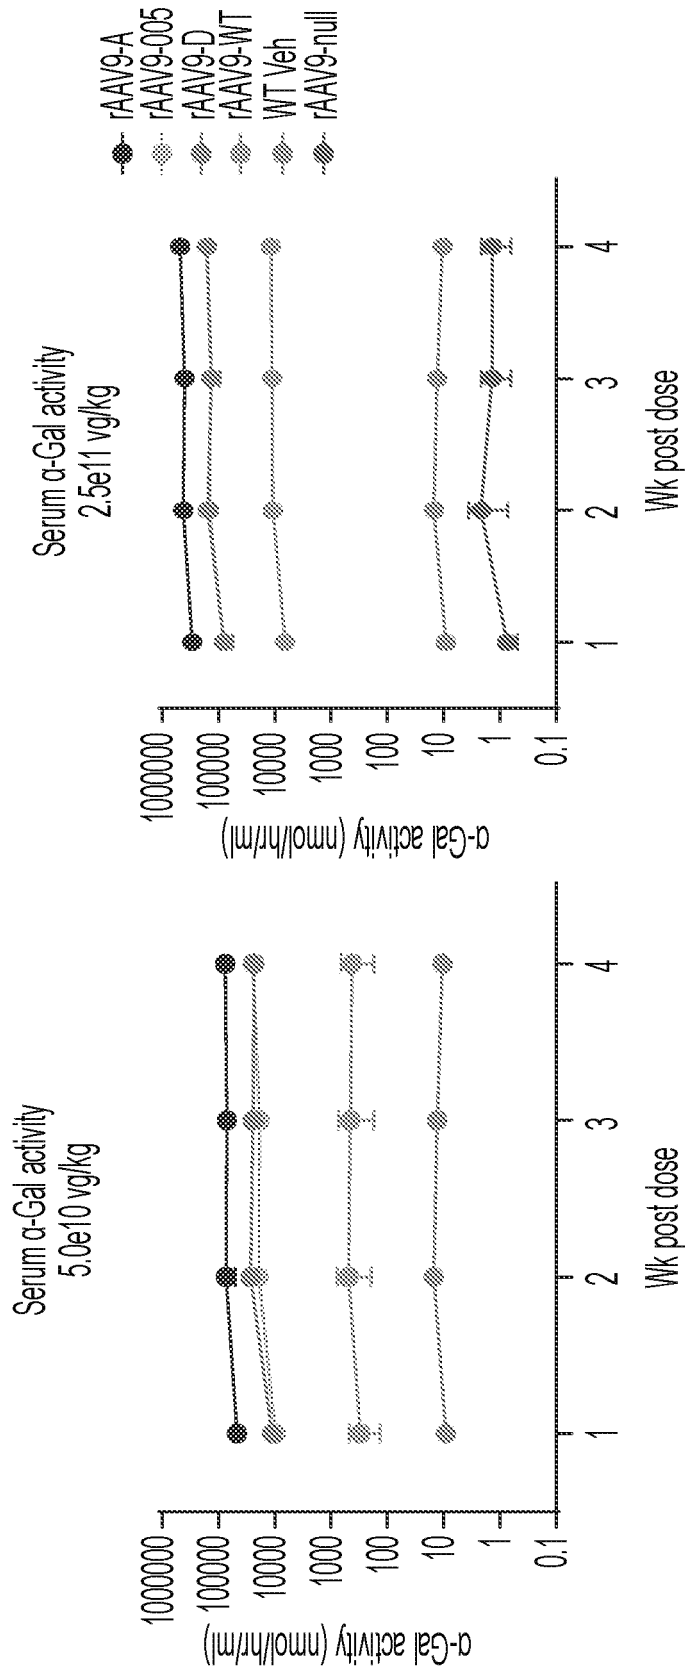 Serum α-Gal activity
5.0e10 vg/kg
α-Gal activity (nmol/hr/ml)
1000000
100000
10000
1000
100
10
1
0.1
1 2 3 4
Wk post dose
Serum α-Gal activity
2.5e11 vg/kg
α-Gal activity (nmol/hr/ml)
1000000
100000
10000
1000
100
10
1
0.1
1 2 3 4
Wk post dose
rAAV9-A
rAAV9-005
rAAV9-D
rAAV9-WT
WT Veh
rAAV9-null